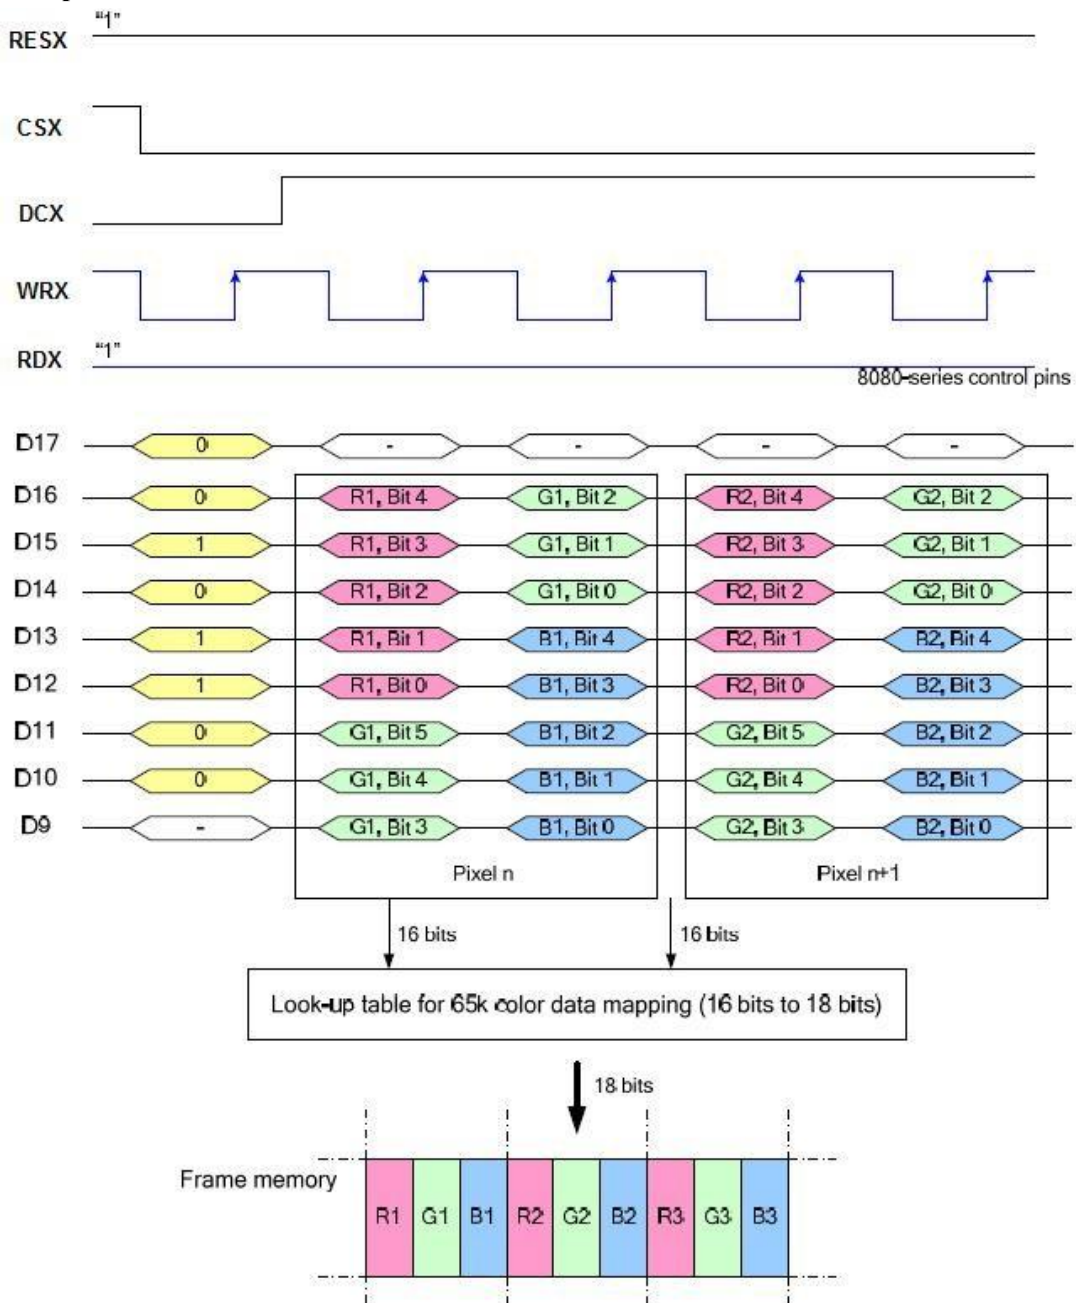 "1"
RESX
CSX
DCX
WRX
"1"
RDX
8080-series control pins
D17 0 - - - -
D16 0 R1, Bit 4 G1, Bit 2 R2, Bit 4 G2, Bit 2
D15 1 R1, Bit 3 G1, Bit 1 R2, Bit 3 G2, Bit 1
D14 0 R1, Bit 2 G1, Bit 0 R2, Bit 2 G2, Bit 0
D13 1 R1, Bit 1 B1, Bit 4 R2, Bit 1 B2, Bit 4
D12 1 R1, Bit 0 B1, Bit 3 R2, Bit 0 B2, Bit 3
D11 0 G1, Bit 5 B1, Bit 2 G2, Bit 5 B2, Bit 2
D10 0 G1, Bit 4 B1, Bit 1 G2, Bit 4 B2, Bit 1
D9 - G1, Bit 3 B1, Bit 0 G2, Bit 3 B2, Bit 0
Pixel n Pixel n+1
16 bits 16 bits
Look-up table for 65k color data mapping (16 bits to 18 bits)
18 bits
Frame memory
R1 G1 B1 R2 G2 B2 R3 G3 B3